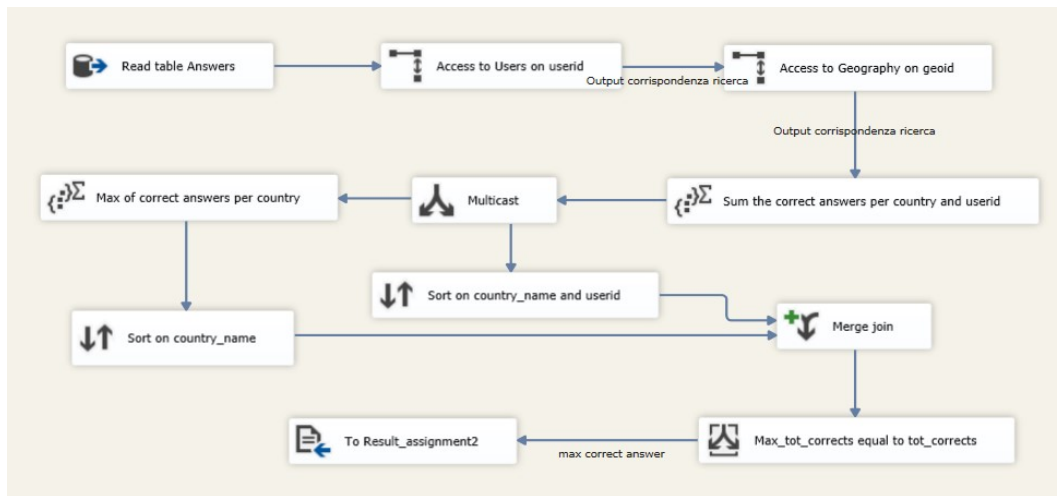 Read table Answers
Access to Users on userid
Output corrispondenza ricerca
Access to Geography on geoid
Output corrispondenza ricerca
Max of correct answers per country
Multicast
Sum the correct answers per country and userid
Sort on country_name and userid
Sort on country_name
Merge join
To Result_assignment2
max correct answer
Max_tot_corrects equal to tot_corrects